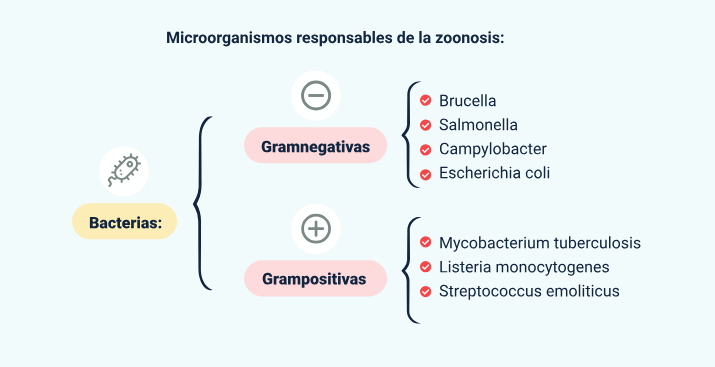 Microorganismos responsables de la zoonosis:
Bacterias:
Gramnegativas
Brucella
Salmonella
Campylobacter
Escherichia coli
Grampositivas
Mycobacterium tuberculosis
Listeria monocytogenes
Streptococcus emoliticus